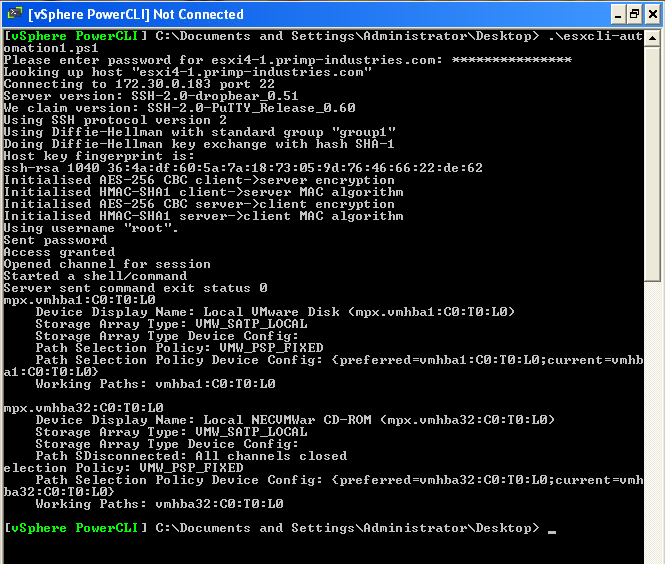 [vSphere PowerCLI] Not Connected
[vSphere PowerCLI] C:\Documents and Settings\Administrator\Desktop> .\esxcli-aut
omation1.ps1
Please enter password for esxi4-1.primp-industries.com: ***************
Looking up host "esxi4-1.primp-industries.com"
Connecting to 172.30.0.183 port 22
Server version: SSH-2.0-dropbear_0.51
We claim version: SSH-2.0-PuTTY_Release_0.60
Using SSH protocol version 2
Using Diffie-Hellman with standard group "group1"
Doing Diffie-Hellman key exchange with hash SHA-1
Host key fingerprint is:
ssh-rsa 1040 36:4a:df:60:5a:7a:18:73:05:9d:76:46:66:22:de:62
Initialised AES-256 CBC client->server encryption
Initialised HMAC-SHA1 client->server MAC algorithm
Initialised AES-256 CBC server->client encryption
Initialised HMAC-SHA1 server->client MAC algorithm
Using username "root".
Sent password
Access granted
Opened channel for session
Started a shell/command
Server sent command exit status 0
mpx.vmhba1:C0:T0:L0
    Device Display Name: Local VMware Disk (mpx.vmhba1:C0:T0:L0)
    Storage Array Type: VMW_SATP_LOCAL
    Storage Array Type Device Config:
    Path Selection Policy: VMW_PSP_FIXED
    Path Selection Policy Device Config: {preferred=vmhba1:C0:T0:L0;current=vmhb
a1:C0:T0:L0}
    Working Paths: vmhba1:C0:T0:L0

mpx.vmhba32:C0:T0:L0
    Device Display Name: Local NECVMWar CD-ROM (mpx.vmhba32:C0:T0:L0)
    Storage Array Type: VMW_SATP_LOCAL
    Storage Array Type Device Config:
    Path SDisconnected: All channels closed
election Policy: VMW_PSP_FIXED
    Path Selection Policy Device Config: {preferred=vmhba32:C0:T0:L0;current=vmh
ba32:C0:T0:L0}
    Working Paths: vmhba32:C0:T0:L0

[vSphere PowerCLI] C:\Documents and Settings\Administrator\Desktop> _